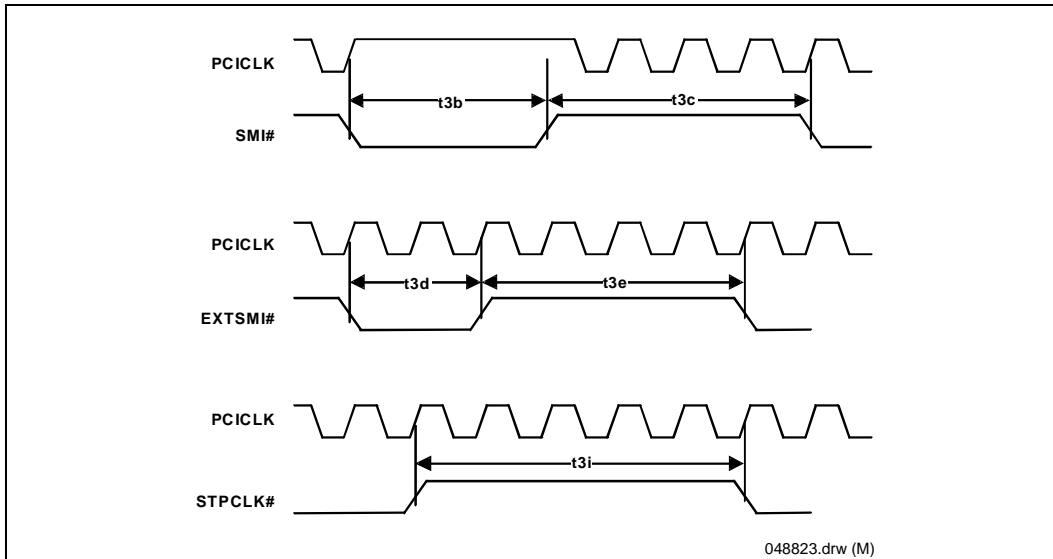 PCICLK
t3b
t3c
SMI#
PCICLK
t3d
t3e
EXTSMI#
PCICLK
t3i
STPCLK#
048823.drw (M)